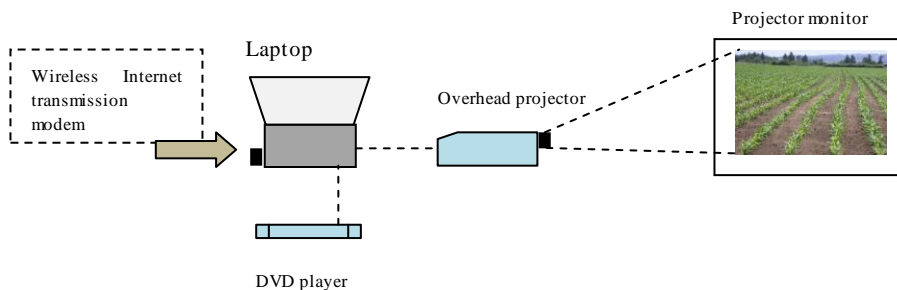 Projector monitor
Laptop
Wireless Internet
transmission
modem
Overhead projector
DVD player